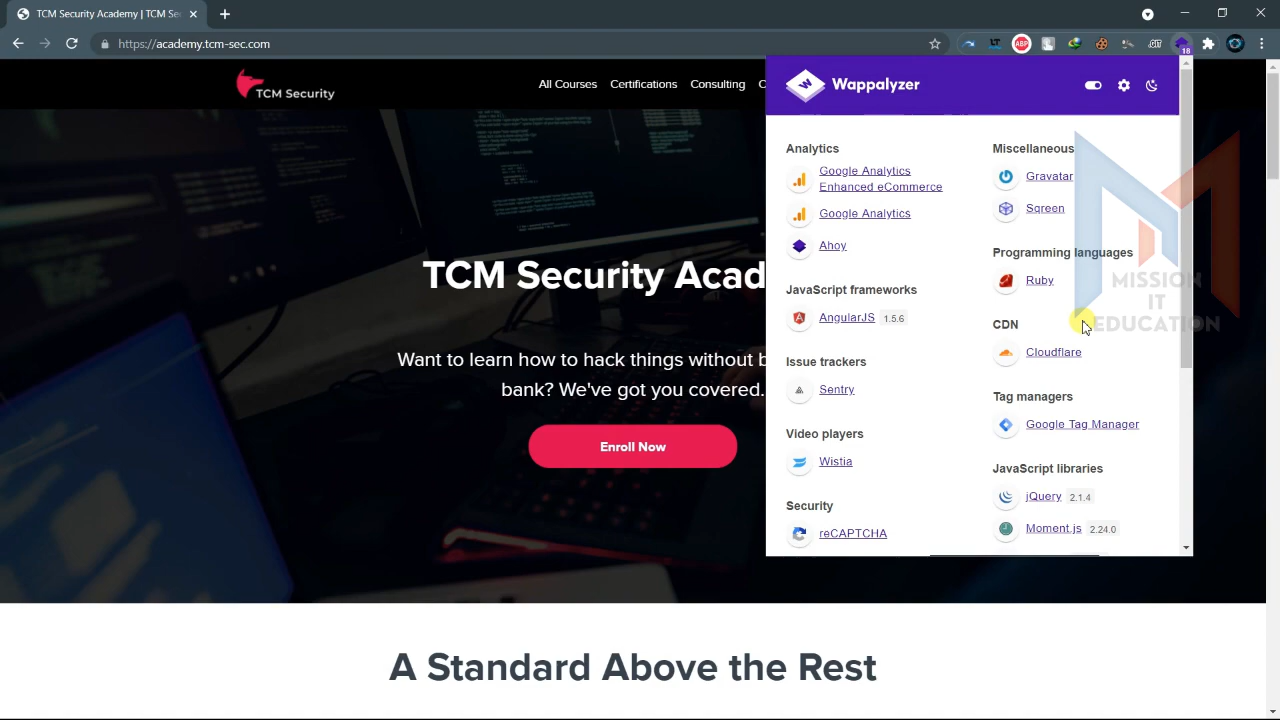 TCM Security Academy | TCM Se
https://academy.tcm-sec.com
ABP
18
TCM Security
All Courses
Certifications
Consulting
C
Wappalyzer
Analytics
Google Analytics
Enhanced eCommerce
Google Analytics
Ahoy
JavaScript frameworks
AngularJS 1.5.6
Issue trackers
Sentry
Video players
Wistia
Security
reCAPTCHA
Miscellaneous
Gravatar
Sqreen
Programming languages
Ruby
CDN
Cloudflare
Tag managers
Google Tag Manager
JavaScript libraries
jQuery 2.1.4
Moment.js 2.24.0
MISSION
IT
EDUCATION
TCM Security Acad
Want to learn how to hack things without b
bank? We've got you covered.
Enroll Now
A Standard Above the Rest